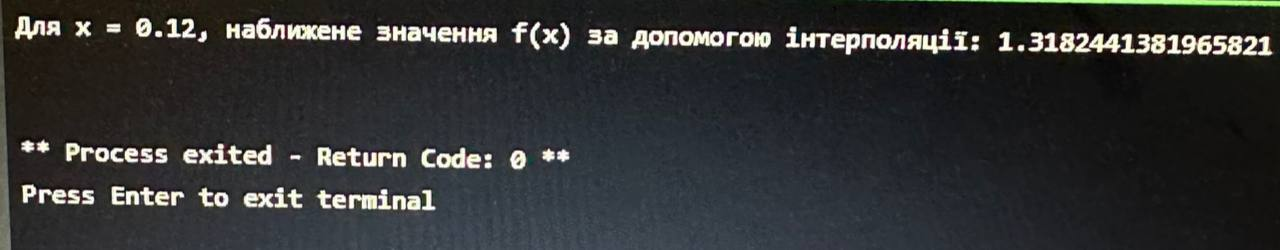 Для x = 0.12, наближене значення f(x) за допомогою інтерполяції: 1.3182441381965821
** Process exited - Return Code: 0 **
Press Enter to exit terminal